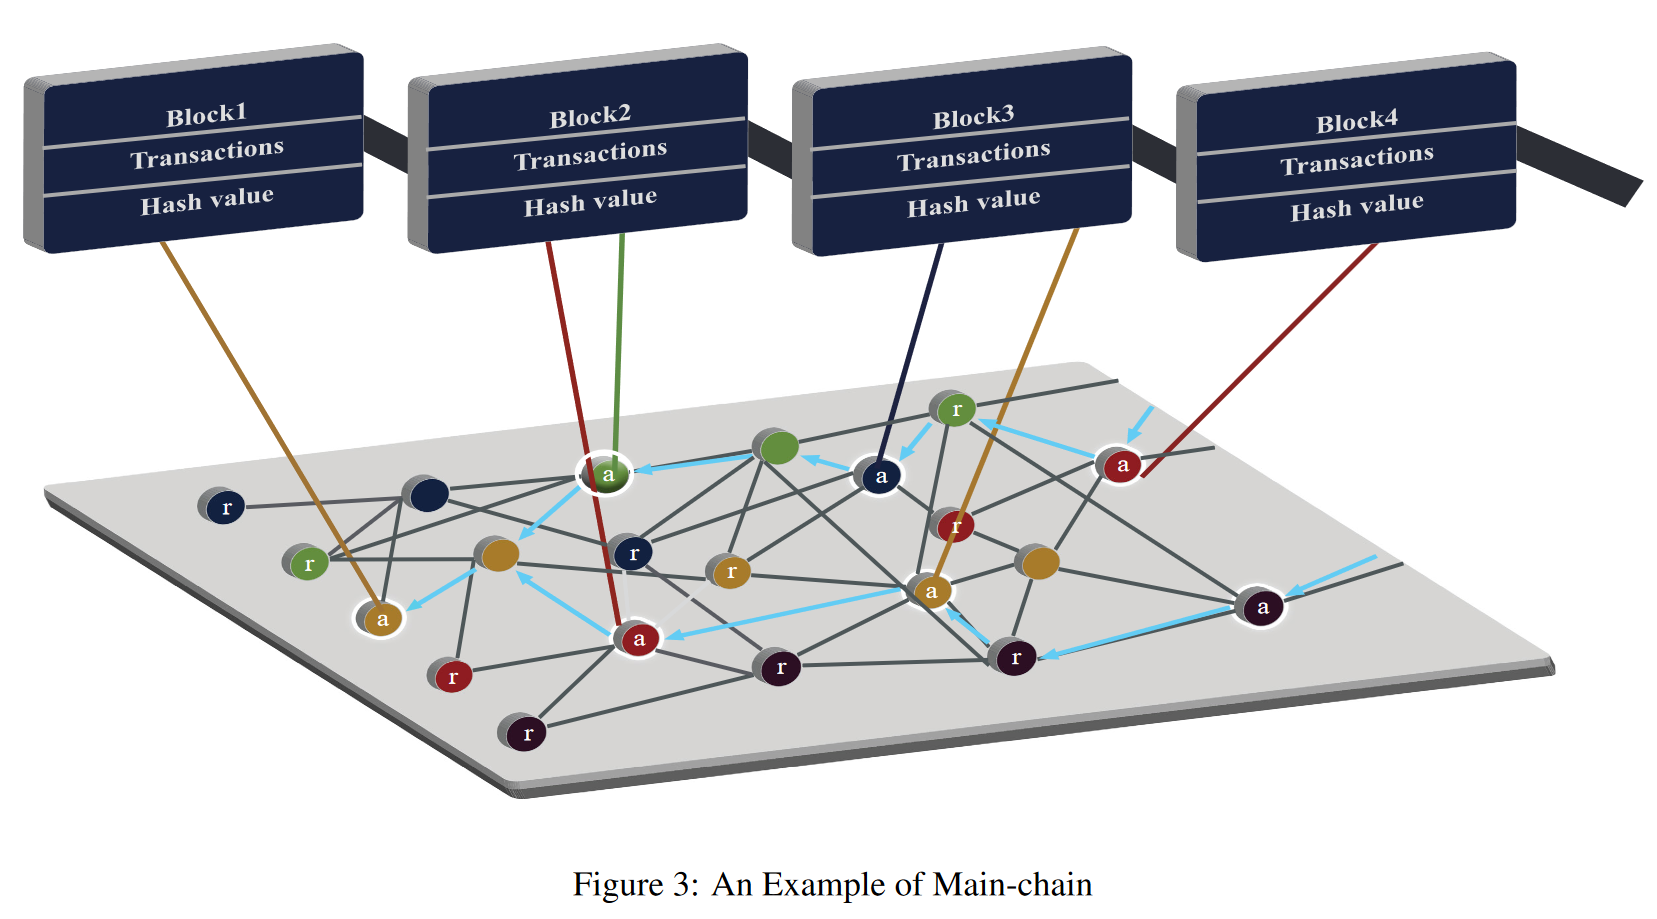 Block1
Transactions
Hash value
Block2
Transactions
Hash value
Block3
Transactions
Hash value
Block4
Transactions
Hash value
r
a
r
a
a
r
r
r
r
a
a
r
a
r
a
r
r
r
Figure 3: An Example of Main-chain